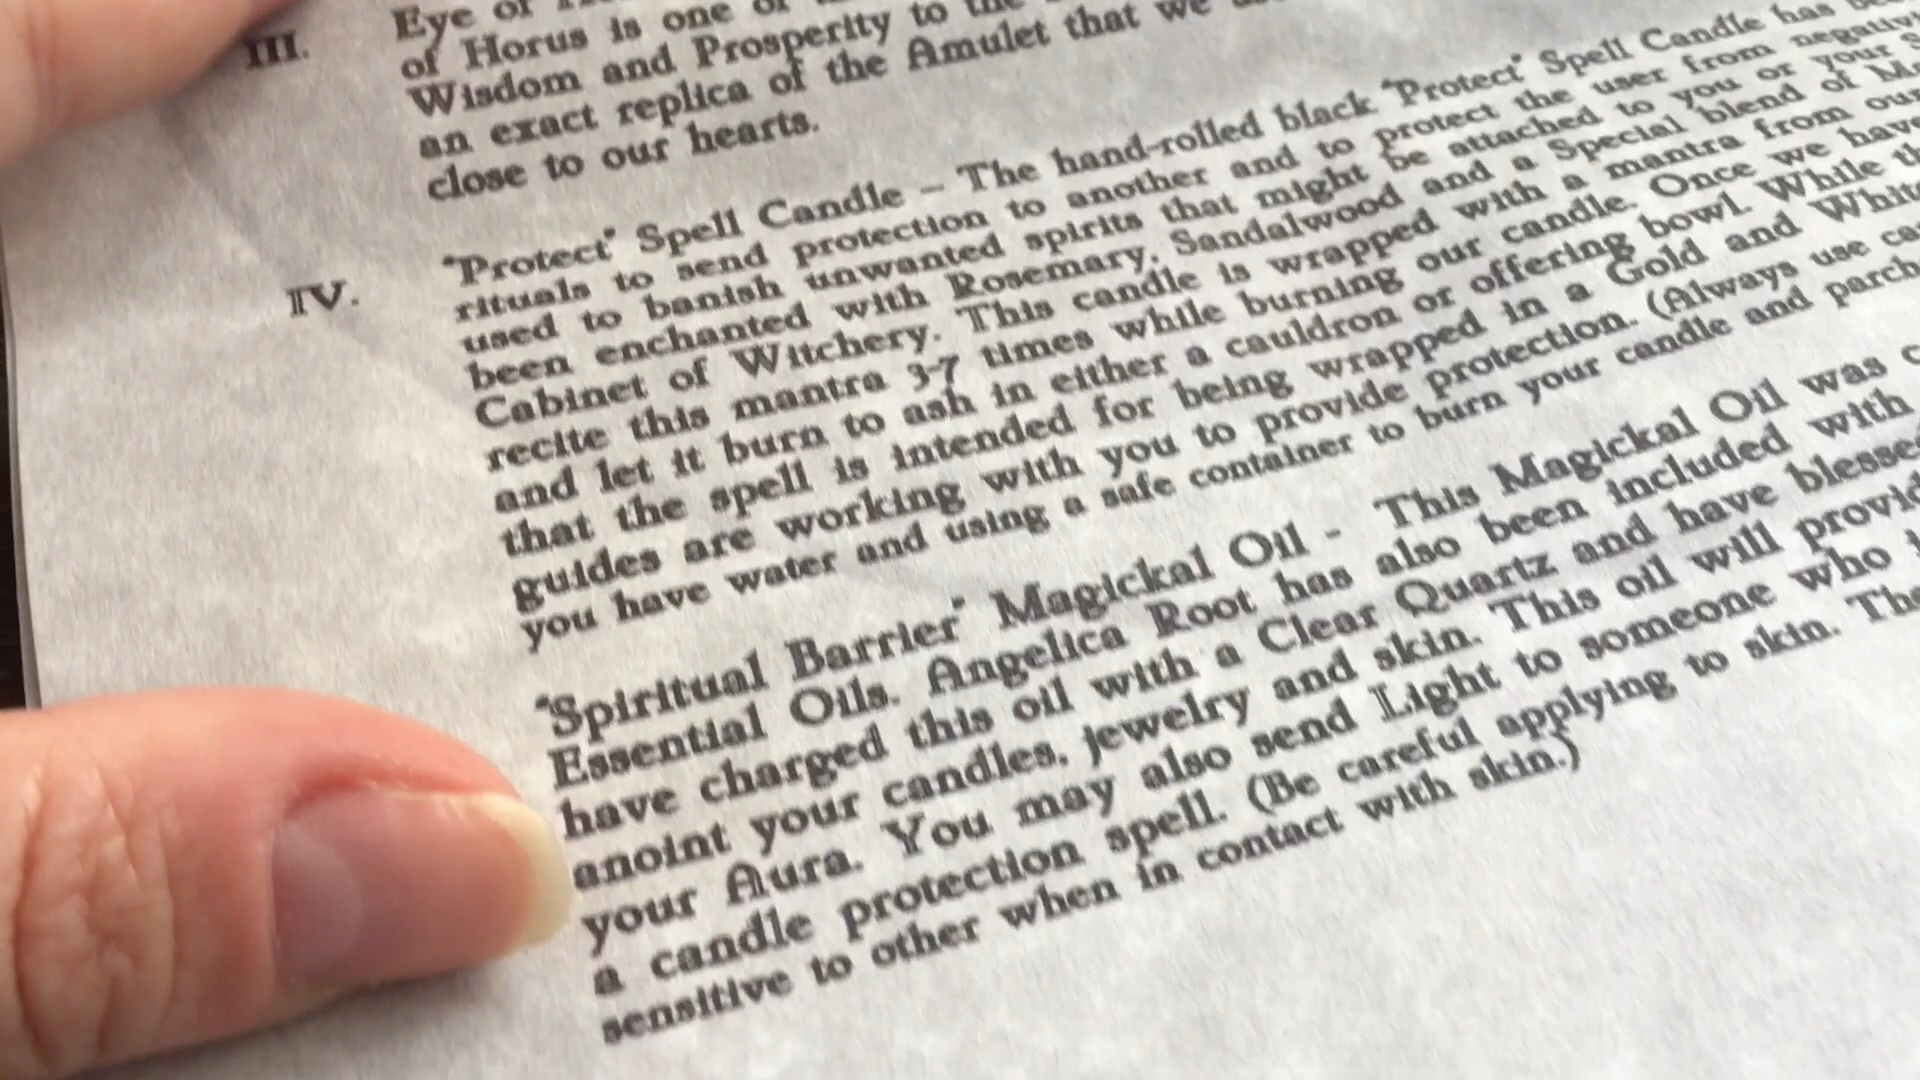 III. Eye of
of Horus is one of
Wisdom and Prosperity to the
an exact replica of the Amulet that we
close to our hearts.
IV. "Protect" Spell Candle – The hand-rolled black "Protect" Spell Candle has
rituals to send protection to another and to protect the user from
used to banish unwanted spirits that might be attached to you or your
been enchanted with Rosemary, Sandalwood and a Special blend of
Cabinet of Witchery. This candle is wrapped with a mantra from our
recite this mantra 3-7 times while burning our candle. Once we have
and let it burn to ash in either a cauldron or offering bowl. While
that the spell is intended for being wrapped in a Gold and White
guides are working with you to provide protection. (Always use
you have water and using a safe container to burn your candle and
"Spiritual Barrier" Magickal Oil - This Magickal Oil was
Essential Oils. Angelica Root has also been included with
have charged this oil with a Clear Quartz and have
anoint your candles, jewelry and skin. This oil will
your Aura. You may also send Light to someone who
a candle protection spell. (Be careful applying to skin. The
sensitive to other when in contact with skin.)